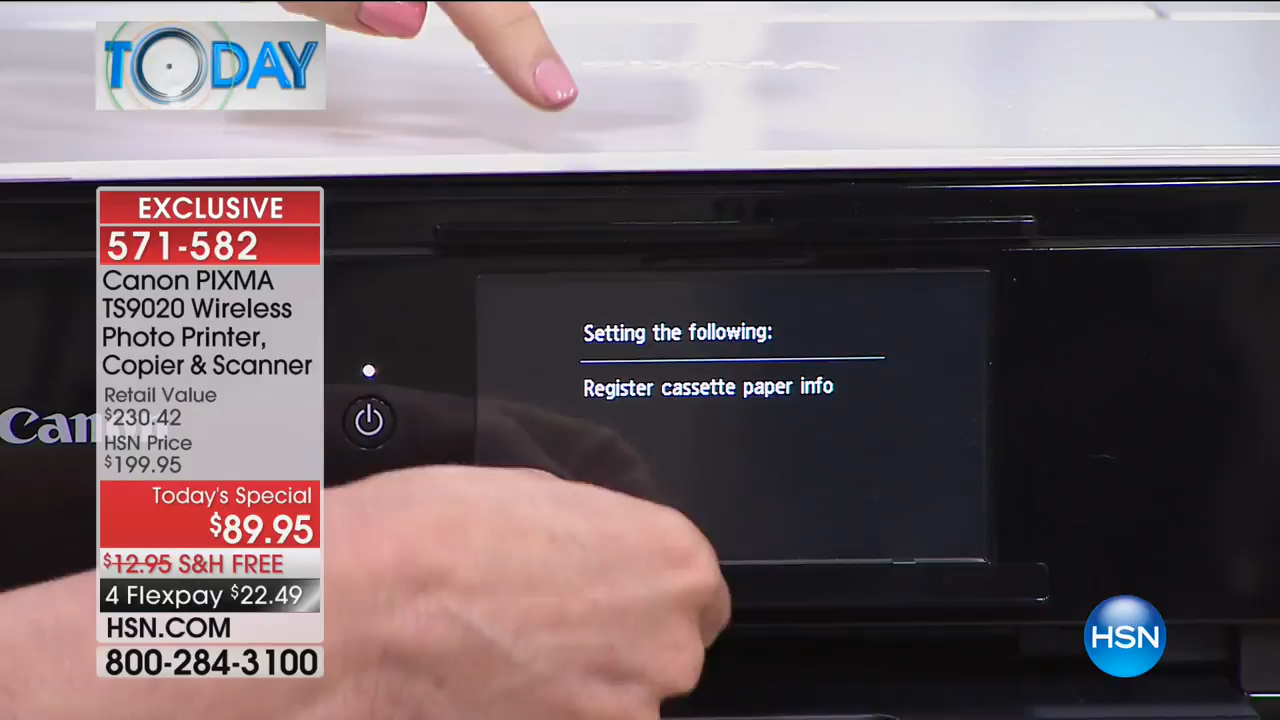 TODAY
EXCLUSIVE
571-582
Canon PIXMA
TS9020 Wireless
Photo Printer,
Copier & Scanner
Retail Value
$230.42
HSN Price
$199.95
Today's Special
$89.95
$12.95 S&H FREE
4 Flexpay $22.49
HSN.COM
800-284-3100
Setting the following:
Register cassette paper info
Canon
HSN